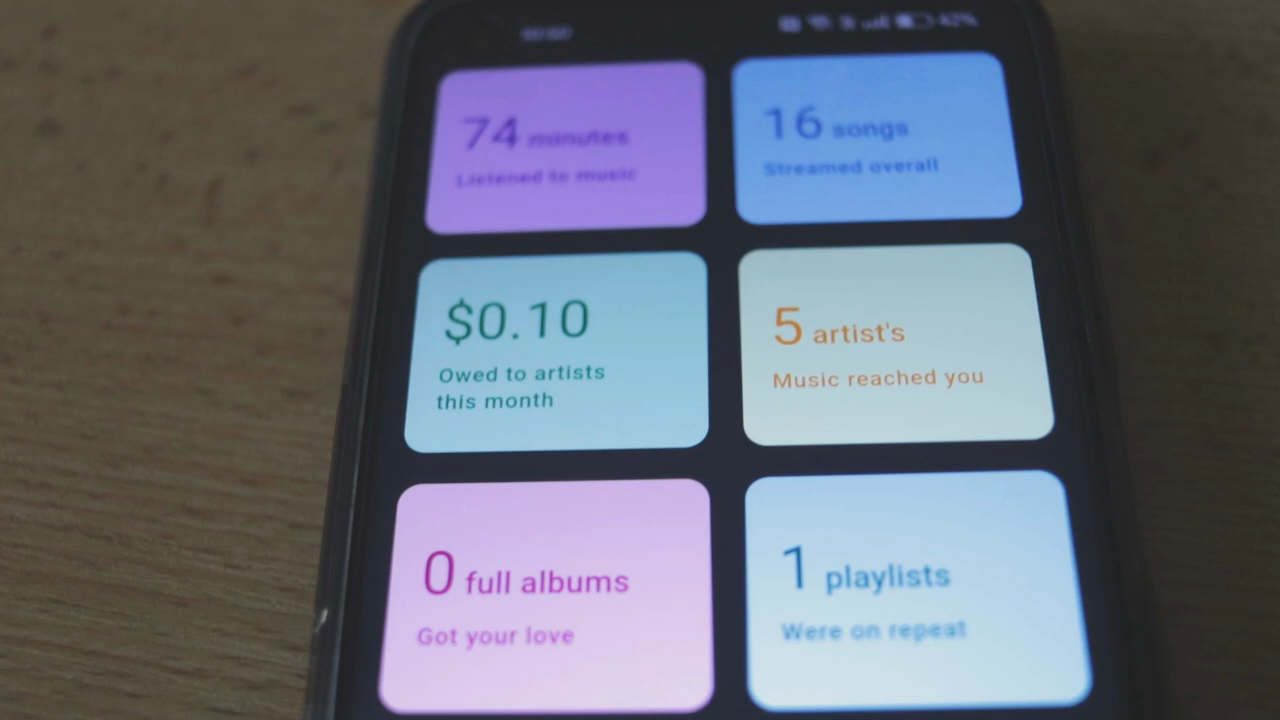 42%
74 minutes
Listened to music
16 songs
Streamed overall
$0.10
Owed to artists
this month
5 artist's
Music reached you
0 full albums
Got your love
1 playlists
Were on repeat